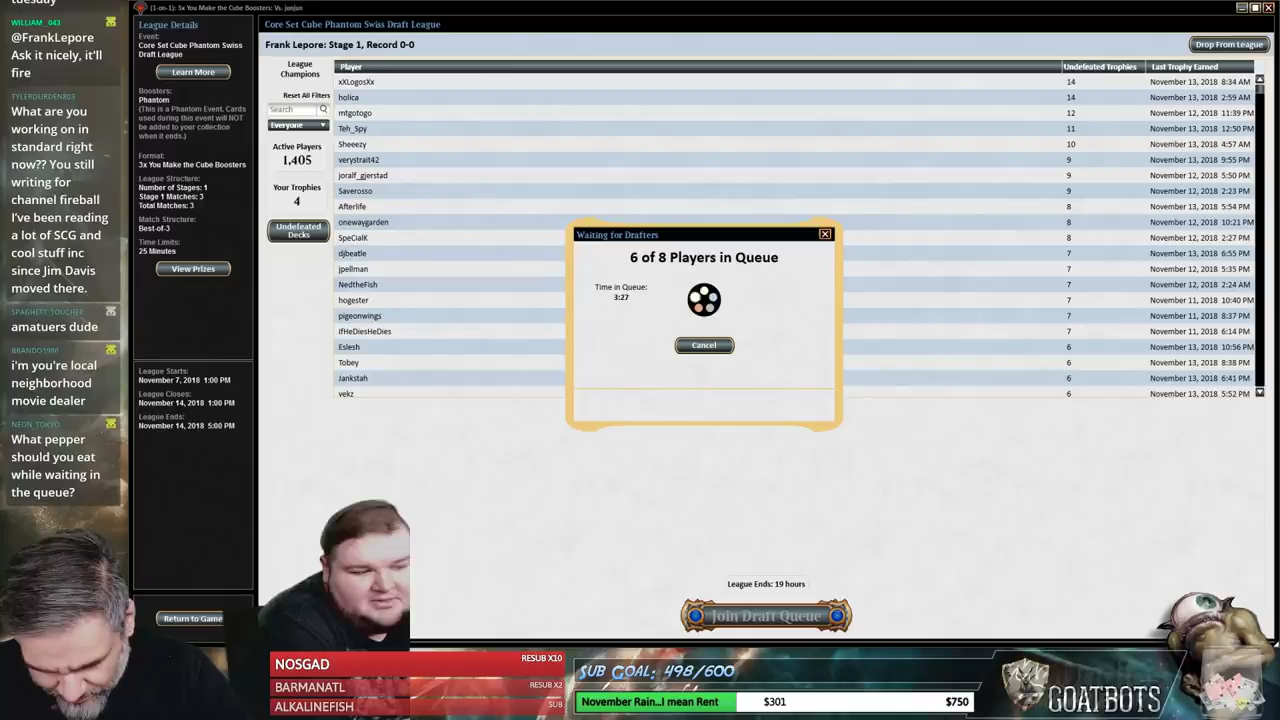 tuesday
WILLIAM_043
@FrankLepore
Ask it nicely, it'll
fire
TYLERDURDEN803
What are you
working on in
standard right
now?? You still
writing for
channel fireball
I've been reading
a lot of SCG and
cool stuff inc
since Jim Davis
moved there.
SPAGHETT_TOUCHER
amatuers dude
BRANDO1980
i'm you're local
neighborhood
movie dealer
NEON_TOKYO
What pepper
should you eat
while waiting in
the queue?
(1-on-1): 3x You Make the Cube Boosters: Vs. junjun
League Details
Event:
Core Set Cube Phantom Swiss
Draft League
Learn More
Boosters:
Phantom
(This is a Phantom Event. Cards
used during this event will NOT
be added to your collection
when it ends.)
Format:
3x You Make the Cube Boosters
League Structure:
Number of Stages: 1
Stage 1 Matches: 3
Total Matches: 3
Match Structure:
Best-of-3
Time Limits:
25 Minutes
View Prizes
League Starts:
November 7, 2018 1:00 PM
League Closes:
November 14, 2018 1:00 PM
League Ends:
November 14, 2018 5:00 PM
Return to Game
Core Set Cube Phantom Swiss Draft League
Frank Lepore: Stage 1, Record 0-0
Drop From League
League
Champions
Reset All Filters
Search
Everyone
Active Players
1,405
Your Trophies
4
Undefeated
Decks
Player Undefeated Trophies Last Trophy Earned
xXLogosXx 14 November 13, 2018 8:34 AM
holica 14 November 13, 2018 2:59 AM
mtgotogo 12 November 12, 2018 11:39 PM
Teh_Spy 11 November 13, 2018 12:50 PM
Sheeezy 10 November 13, 2018 4:57 AM
verystrait42 9 November 13, 2018 9:55 PM
joralf_gjerstad 9 November 12, 2018 5:50 PM
Saverosso 9 November 12, 2018 2:23 PM
Afterlife 8 November 13, 2018 5:54 PM
onewaygarden 8 November 12, 2018 10:21 PM
SpeCialK 8 November 12, 2018 2:27 PM
djbeatle 7 November 13, 2018 6:55 PM
jpellman 7 November 12, 2018 5:35 PM
NedtheFish 7 November 12, 2018 2:24 AM
hogester 7 November 11, 2018 10:40 PM
pigeonwings 7 November 11, 2018 8:37 PM
ifHeDiesHeDies 7 November 11, 2018 6:14 PM
Eslesh 6 November 13, 2018 10:56 PM
Tobey 6 November 13, 2018 8:38 PM
Jankstah 6 November 13, 2018 6:41 PM
vekz 6 November 13, 2018 5:52 PM
Waiting for Drafters
6 of 8 Players in Queue
Time in Queue:
3:27
Cancel
League Ends: 19 hours
Join Draft Queue
NOSGAD RESUB X10
BARMANATL RESUB X2
ALKALINEFISH SUB
SUB GOAL: 498/600
November Rain...I mean Rent $301 $750
GOATBOTS